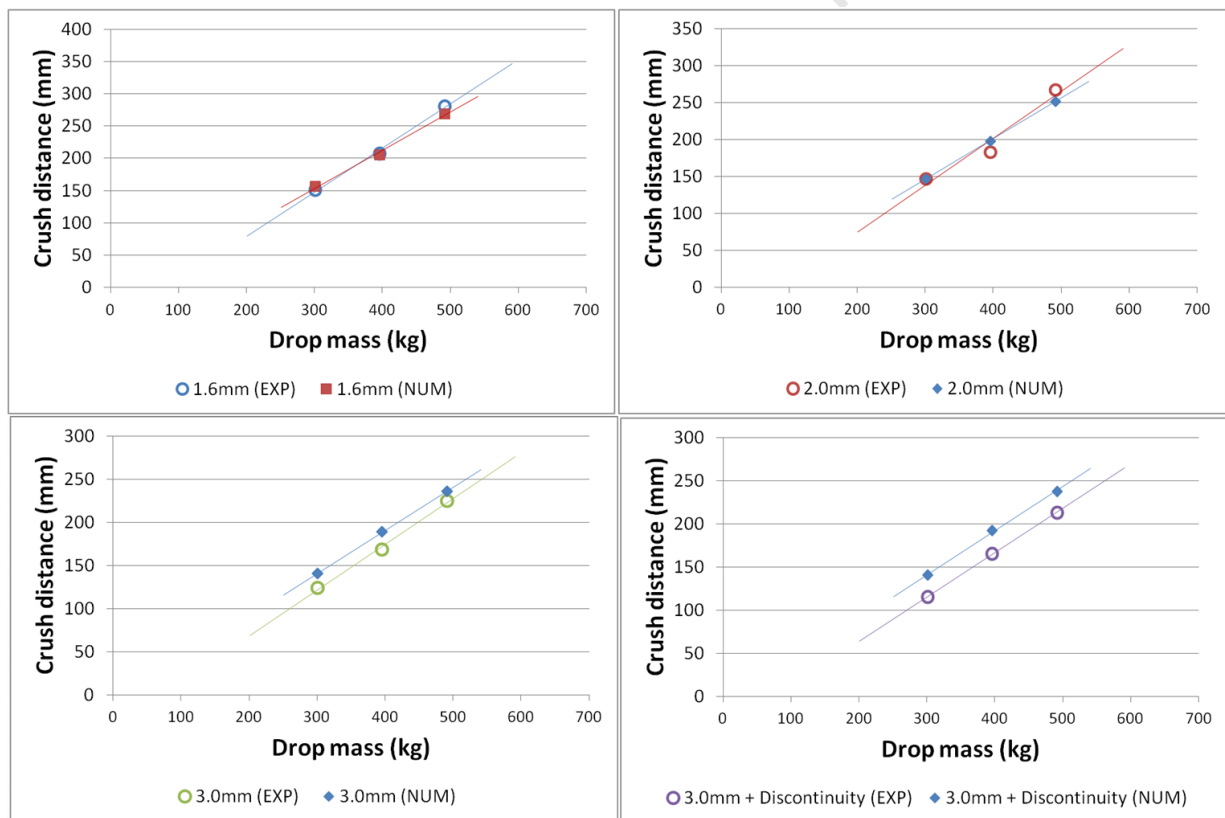 400
350
300
250
200
150
100
50
0
Crush distance (mm)
0 100 200 300 400 500 600 700
Drop mass (kg)
1.6mm (EXP) 1.6mm (NUM)
350
300
250
200
150
100
50
0
Crush distance (mm)
0 100 200 300 400 500 600 700
Drop mass (kg)
2.0mm (EXP) 2.0mm (NUM)
300
250
200
150
100
50
0
Crush distance (mm)
0 100 200 300 400 500 600 700
Drop mass (kg)
3.0mm (EXP) 3.0mm (NUM)
300
250
200
150
100
50
0
Crush distance (mm)
0 100 200 300 400 500 600 700
Drop mass (kg)
3.0mm + Discontinuity (EXP) 3.0mm + Discontinuity (NUM)